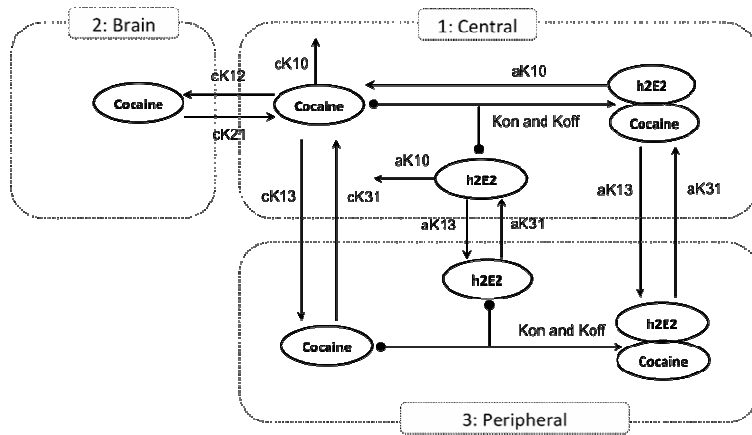 2: Brain
1: Central
cK10
cK12
aK10
h2E2
Cocaine
Cocaine
Cocaine
cK21
Kon and Koff
aK10
h2E2
cK13
cK31
aK13
aK31
aK13
aK31
h2E2
h2E2
Kon and Koff
Cocaine
Cocaine
3: Peripheral